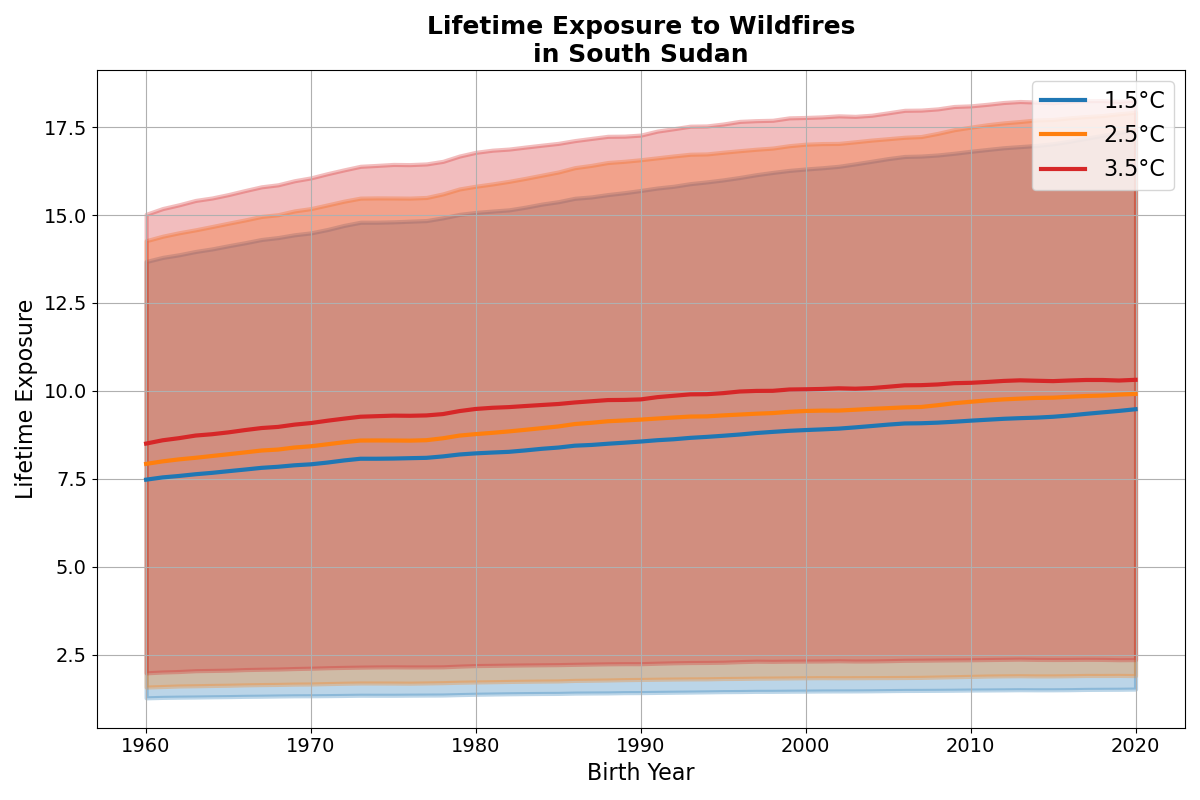 Lifetime Exposure to Wildfires
in South Sudan
1.5°C
2.5°C
3.5°C
Lifetime Exposure
17.5
15.0
12.5
10.0
7.5
5.0
2.5
1960
1970
1980
1990
2000
2010
2020
Birth Year